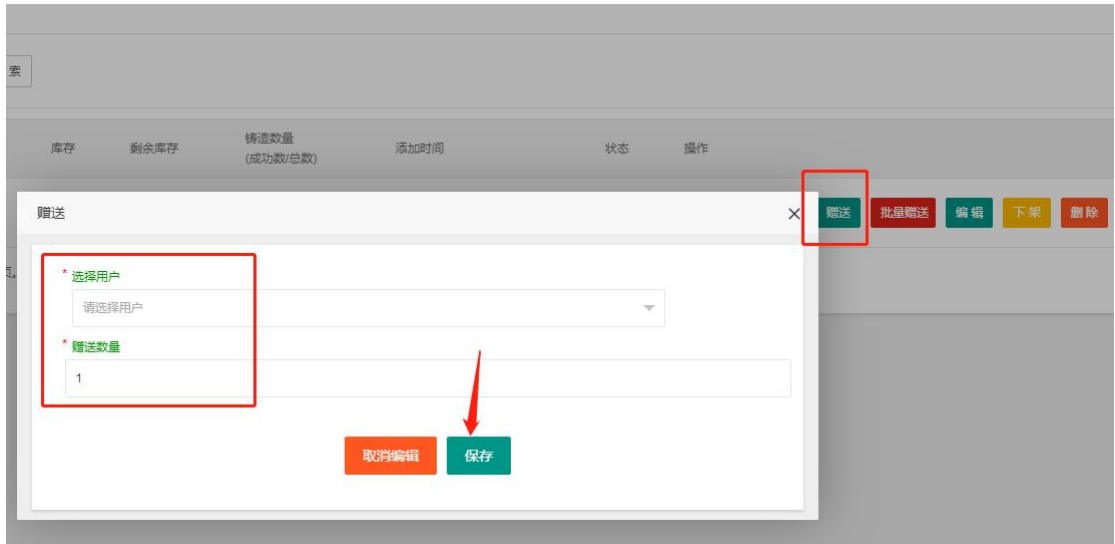 索
库存 剩余库存 铸造数量 添加时间 状态 操作
(成功数/总数)
赠送
赠送 批量赠送 编辑 下架 删除
页。
* 选择用户
请选择用户
* 赠送数量
1
取消编辑 保存